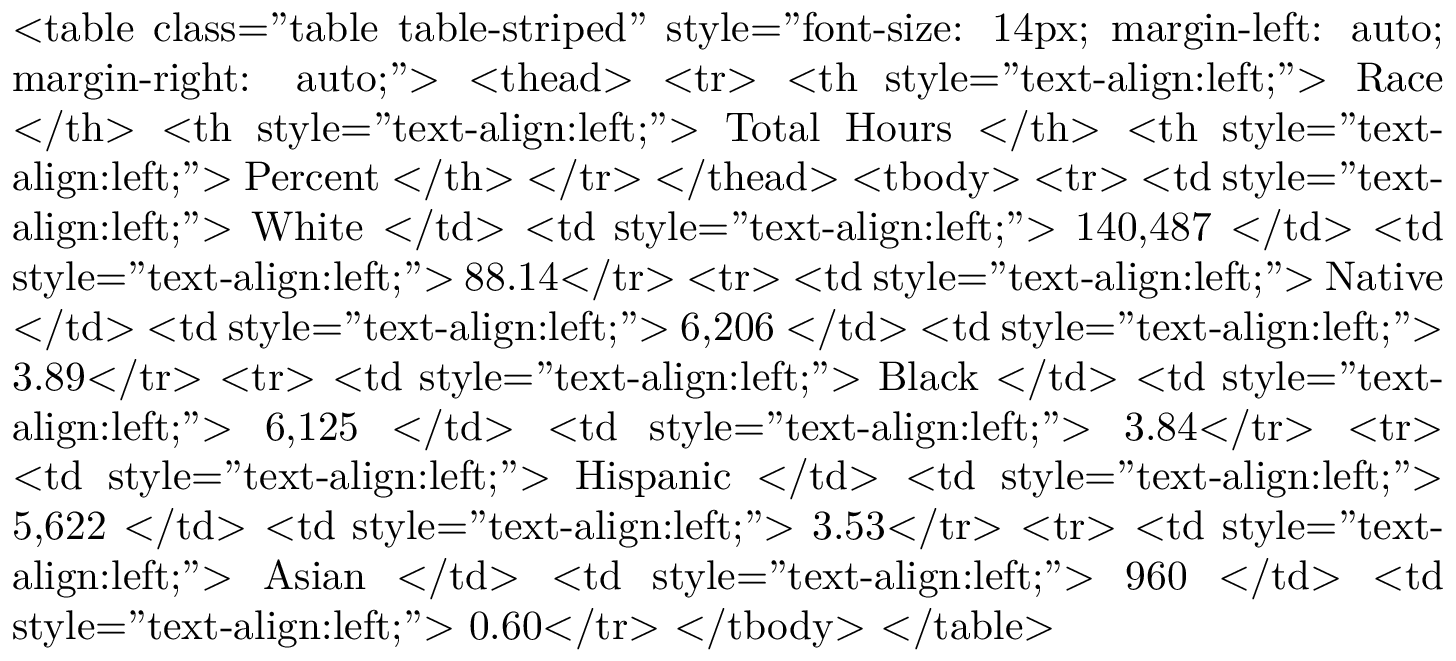 <table class=”table table-striped” style=”font-size: 14px; margin-left: auto;
margin-right: auto;”> <thead> <tr> <th style=”text-align:left;”> Race
</th> <th style=”text-align:left;”> Total Hours </th> <th style=”text-
align:left;”> Percent </th> </tr> </thead> <tbody> <tr> <td style=”text-
align:left;”> White </td> <td style=”text-align:left;”> 140,487 </td> <td
style=”text-align:left;”> 88.14</tr> <tr> <td style=”text-align:left;”> Native
</td> <td style=”text-align:left;”> 6,206 </td> <td style=”text-align:left;”>
3.89</tr> <tr> <td style=”text-align:left;”> Black </td> <td style=”text-
align:left;”> 6,125 </td> <td style=”text-align:left;”> 3.84</tr> <tr>
<td style=”text-align:left;”> Hispanic </td> <td style=”text-align:left;”>
5,622 </td> <td style=”text-align:left;”> 3.53</tr> <tr> <td style=”text-
align:left;”> Asian </td> <td style=”text-align:left;”> 960 </td> <td
style=”text-align:left;”> 0.60</tr> </tbody> </table>